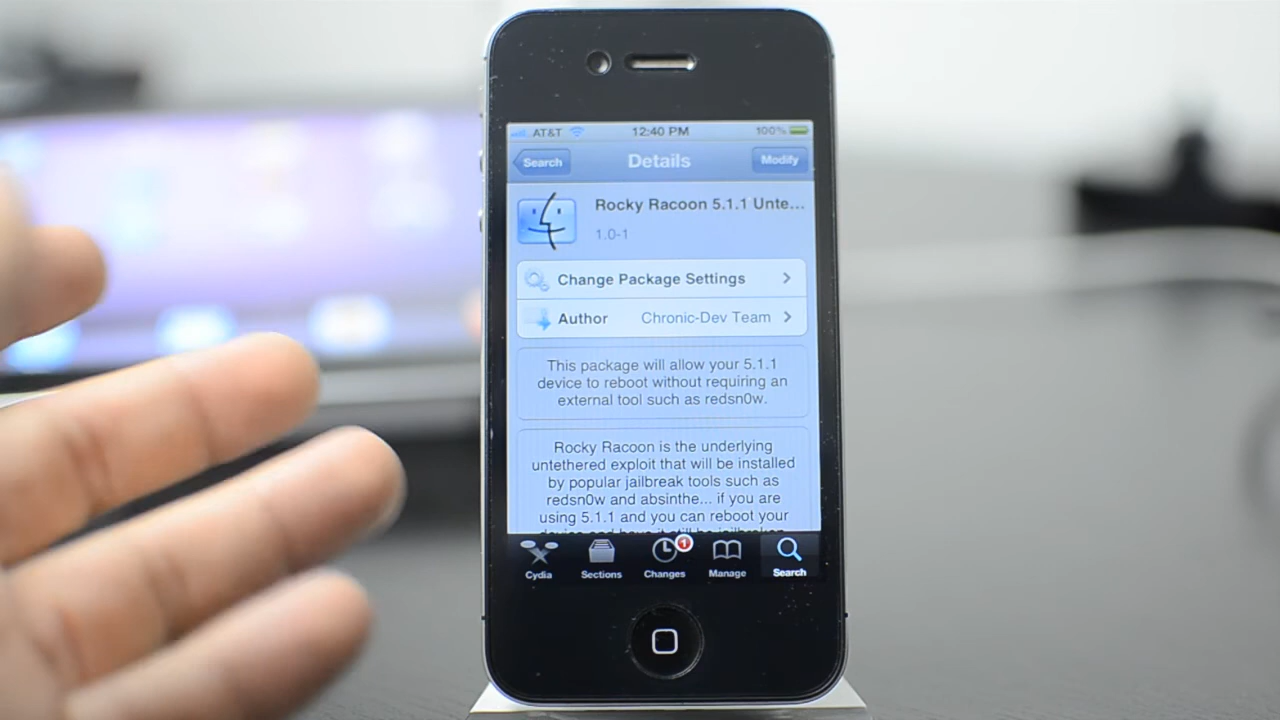 AT&T 12:40 PM 100%
Search Details Modify
Rocky Racoon 5.1.1 Unte...
1.0-1
Change Package Settings
Author Chronic-Dev Team
This package will allow your 5.1.1
device to reboot without requiring an
external tool such as redsn0w.
Rocky Racoon is the underlying
untethered exploit that will be installed
by popular jailbreak tools such as
redsn0w and absinthe... if you are
using 5.1.1 and you can reboot your
1
Cydia Sections Changes Manage Search